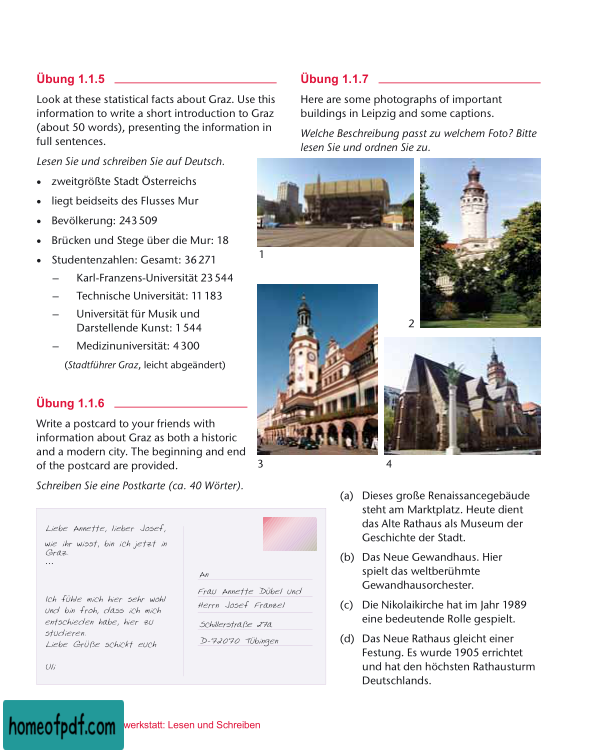 Übung 1.1.5
Look at these statistical facts about Graz. Use this
information to write a short introduction to Graz
(about 50 words), presenting the information in
full sentences.
Lesen Sie und schreiben Sie auf Deutsch.
• zweitgrößte Stadt Österreichs
• liegt beidseits des Flusses Mur
• Bevölkerung: 243 509
• Brücken und Stege über die Mur: 18
• Studentenzahlen: Gesamt: 36 271
– Karl-Franzens-Universität 23 544
– Technische Universität: 11 183
– Universität für Musik und
Darstellende Kunst: 1 544
– Medizinuniversität: 4 300
(Stadtführer Graz, leicht abgeändert)
Übung 1.1.6
Write a postcard to your friends with
information about Graz as both a historic
and a modern city. The beginning and end
of the postcard are provided.
Schreiben Sie eine Postkarte (ca. 40 Wörter).
Liebe Annette, lieber Josef,
wie ihr wisst, bin ich jetzt in
Graz.
...
Ich fühle mich hier sehr wohl
und bin froh, dass ich mich
entschieden habe, hier zu
studieren.
Liebe Grüße schickt euch
Uli
An
Frau Annette Dübel und
Herrn Josef Franzel
Schillerstraße 27a
D-72070 Tübingen
Übung 1.1.7
Here are some photographs of important
buildings in Leipzig and some captions.
Welche Beschreibung passt zu welchem Foto? Bitte
lesen Sie und ordnen Sie zu.
1
2
3
4
(a) Dieses große Renaissancegebäude
steht am Marktplatz. Heute dient
das Alte Rathaus als Museum der
Geschichte der Stadt.
(b) Das Neue Gewandhaus. Hier
spielt das weltberühmte
Gewandhausorchester.
(c) Die Nikolaikirche hat im Jahr 1989
eine bedeutende Rolle gespielt.
(d) Das Neue Rathaus gleicht einer
Festung. Es wurde 1905 errichtet
und hat den höchsten Rathausturm
Deutschlands.
homeofpdf.com
werkstatt: Lesen und Schreiben